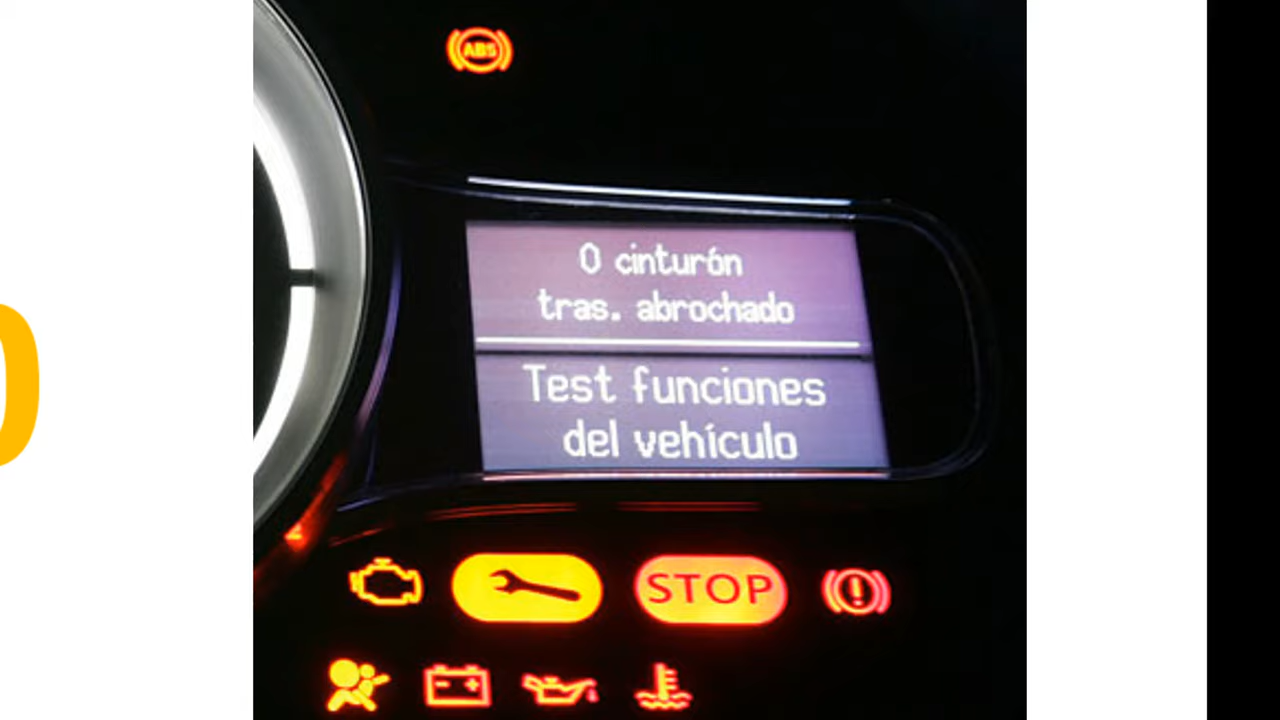 ABS
0 cinturón
tras. abrochado
Test funciones
del vehículo
STOP